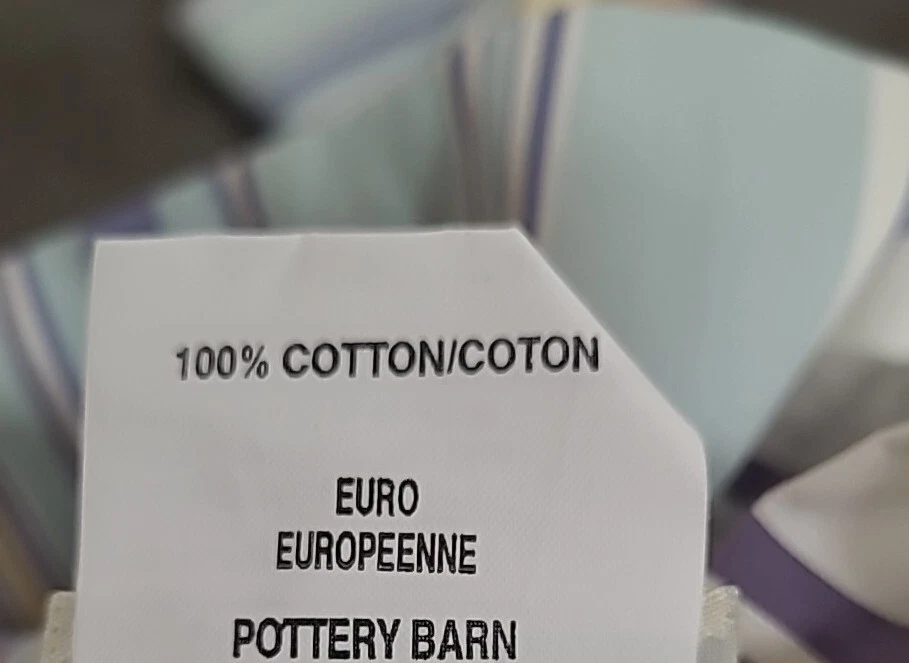 100% COTTON/COTON
EURO
EUROPEENNE
POTTERY BARN